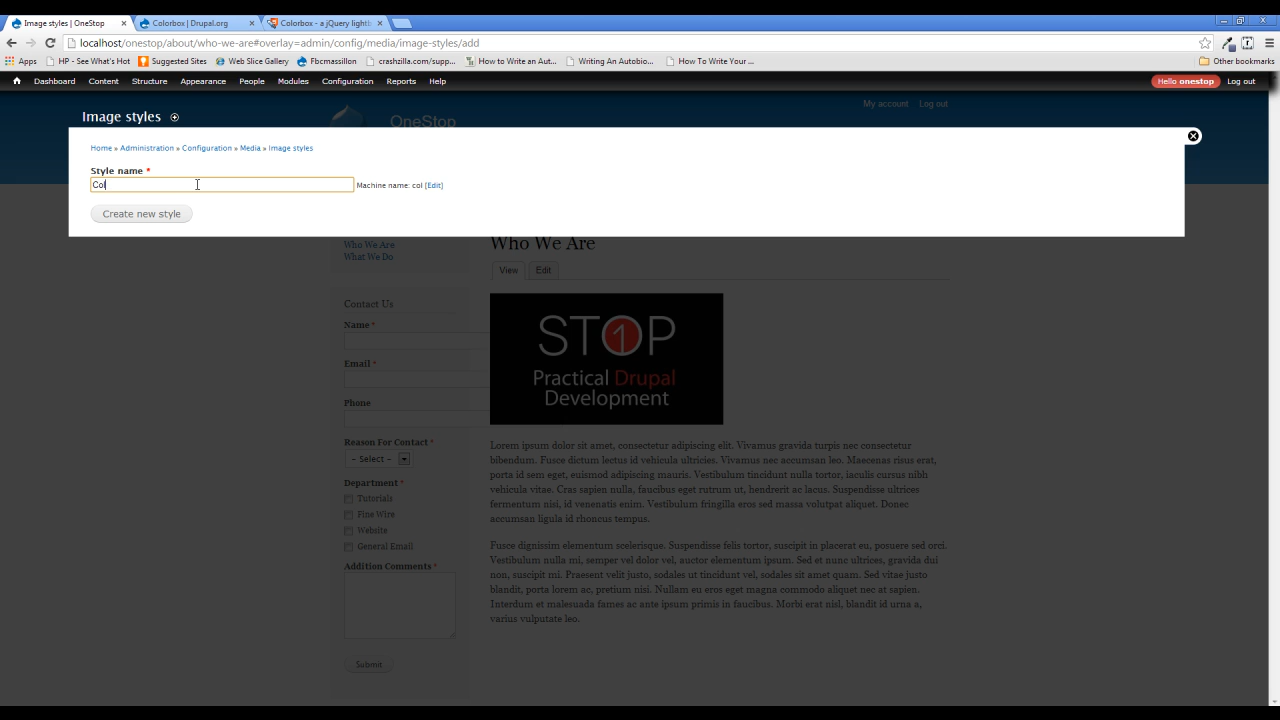 Image styles | OneStop
Colorbox | Drupal.org
Colorbox - a jQuery light
localhost/onestop/about/who-we-are#overlay=admin/config/media/image-styles/add
Apps HP - See What's Hot Suggested Sites Web Slice Gallery Fbcmassillon crashzilla.com/supp... How to Write an Aut... Writing An Autobio... How To Write Your ... Other bookmarks
Dashboard Content Structure Appearance People Modules Configuration Reports Help Hello onestop Log out
My account Log out
Image styles
OneStop
Home » Administration » Configuration » Media » Image styles
Style name *
Col
Machine name: col [Edit]
Create new style
Who We Are
What We Do
Who We Are
View Edit
Contact Us
Name *
Email *
Phone
Reason For Contact *
- Select -
Department *
Tutorials
Fine Wire
Website
General Email
Addition Comments *
Submit
ST1P
Practical Drupal
Development
Lorem ipsum dolor sit amet, consectetur adipiscing elit. Vivamus gravida turpis nec consectetur
bibendum. Fusce dictum lectus id vehicula ultricies. Vivamus nec accumsan leo. Maecenas risus erat,
porta id sem eget, euismod adipiscing mauris. Vestibulum tincidunt nulla tortor, iaculis cursus nibh
vehicula vitae. Cras sapien nulla, faucibus eget rutrum ut, hendrerit ac lacus. Suspendisse ultrices
fermentum nisi, id venenatis enim. Vestibulum fringilla eros sed massa volutpat aliquet. Donec
accumsan ligula id rhoncus tempus.
Fusce dignissim elementum scelerisque. Suspendisse felis tortor, suscipit in placerat eu, posuere sed orci.
Vestibulum nulla mi, semper vel dolor vel, auctor elementum ipsum. Sed et nunc ultrices, gravida dui
non, suscipit mi. Praesent velit justo, sodales ut tincidunt vel, sodales sit amet quam. Sed vitae justo
blandit, porta lorem ac, pretium nisi. Nullam eu eros eget magna commodo aliquet nec at sapien.
Interdum et malesuada fames ac ante ipsum primis in faucibus. Morbi erat nisl, blandit id urna a,
varius vulputate leo.